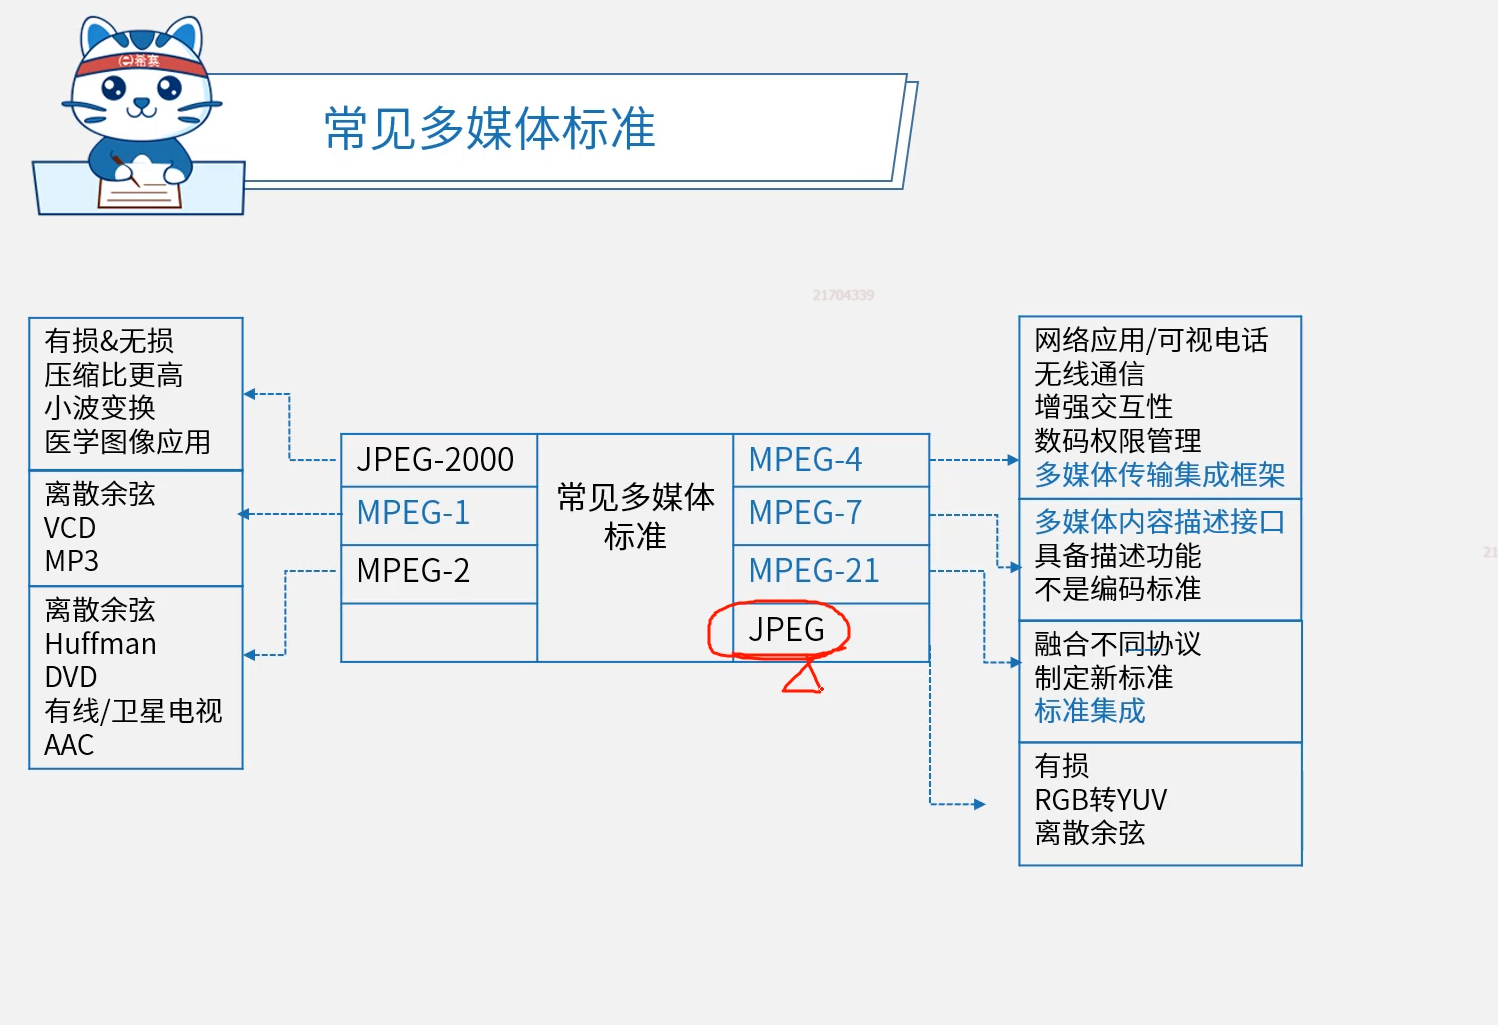 希赛
常见多媒体标准
21704339
有损&无损
压缩比更高
小波变换
医学图像应用
离散余弦
VCD
MP3
离散余弦
Huffman
DVD
有线/卫星电视
AAC
JPEG-2000
MPEG-1
MPEG-2
常见多媒体
标准
MPEG-4
MPEG-7
MPEG-21
JPEG
网络应用/可视电话
无线通信
增强交互性
数码权限管理
多媒体传输集成框架
多媒体内容描述接口
具备描述功能
不是编码标准
融合不同协议
制定新标准
标准集成
有损
RGB转YUV
离散余弦
21